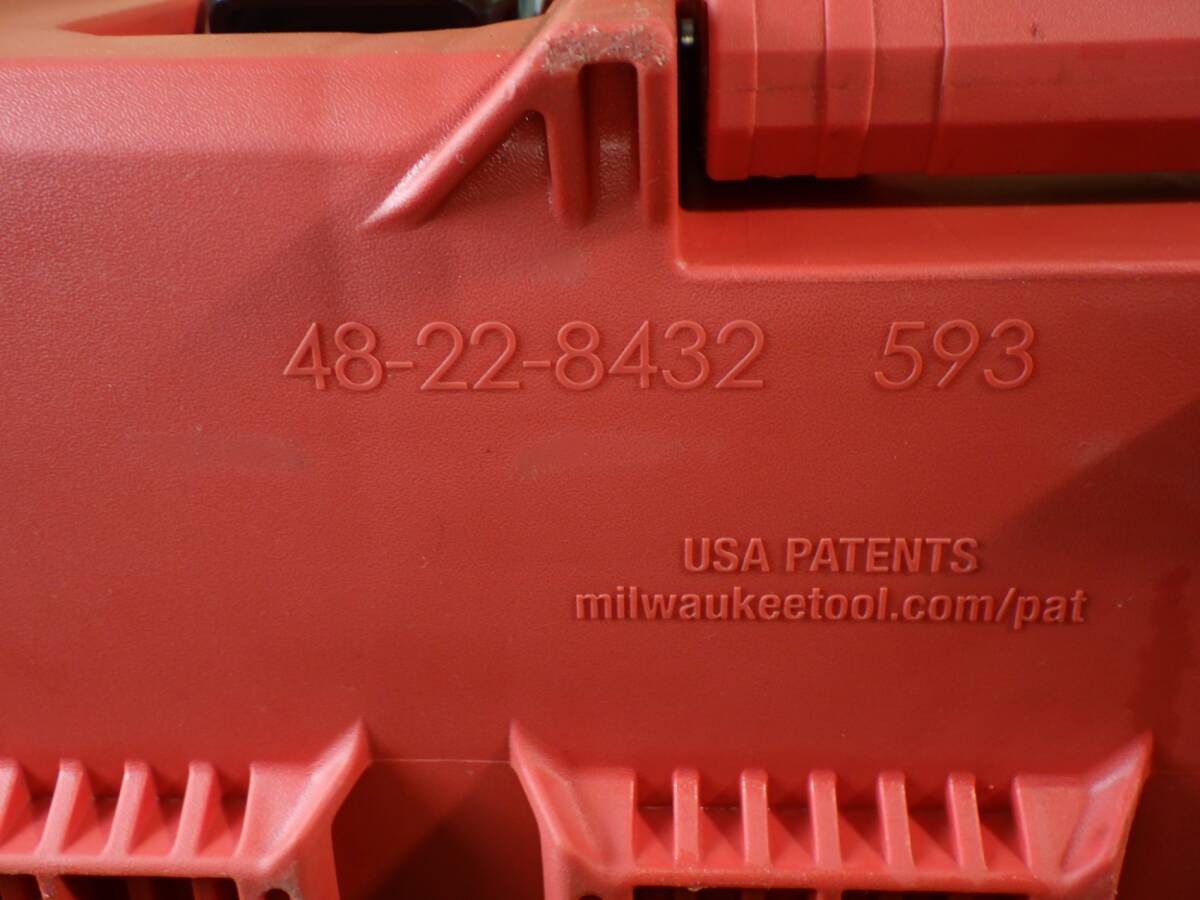 48-22-8432 593
USA PATENTS
milwaukeetool.com/pat